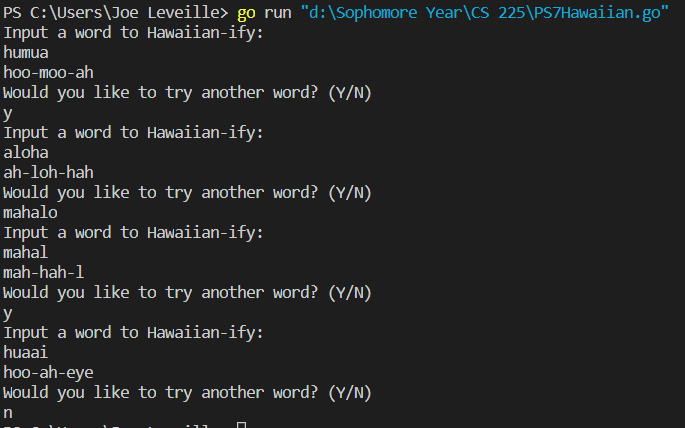 PS C:\Users\Joe Leveille> go run "d:\Sophomore Year\CS 225\PS7Hawaiian.go"
Input a word to Hawaiian-ify:
humua
hoo-moo-ah
Would you like to try another word? (Y/N)
y
Input a word to Hawaiian-ify:
aloha
ah-loh-hah
Would you like to try another word? (Y/N)
mahalo
Input a word to Hawaiian-ify:
mahal
mah-hah-l
Would you like to try another word? (Y/N)
y
Input a word to Hawaiian-ify:
huaai
hoo-ah-eye
Would you like to try another word? (Y/N)
n